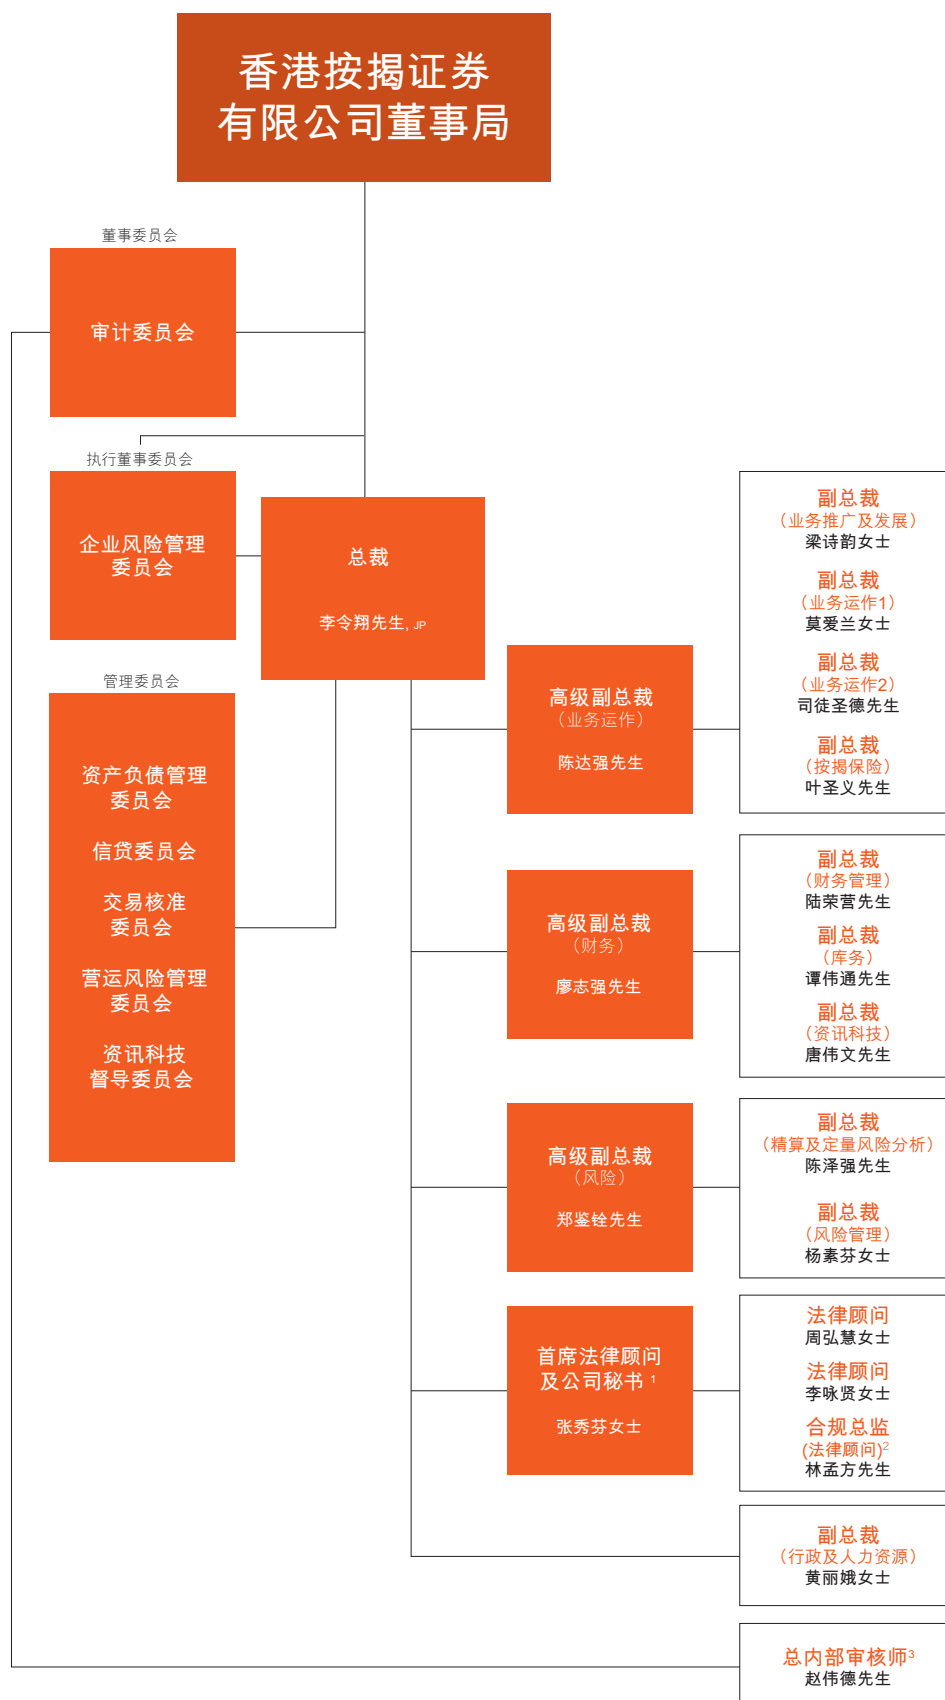 香港按揭证券
有限公司董事局
董事委员会
审计委员会
执行董事委员会
企业风险管理
委员会
总裁
李令翔先生, JP
管理委员会
资产负债管理
委员会
信贷委员会
交易核准
委员会
营运风险管理
委员会
资讯科技
督导委员会
高级副总裁
（业务运作）
陈达强先生
副总裁
（业务推广及发展）
梁诗韵女士
副总裁
（业务运作1）
莫爱兰女士
副总裁
（业务运作2）
司徒圣德先生
副总裁
（按揭保险）
叶圣义先生
高级副总裁
（财务）
廖志强先生
副总裁
（财务管理）
陆荣营先生
副总裁
（库务）
谭伟通先生
副总裁
（资讯科技）
唐伟文先生
高级副总裁
（风险）
郑鉴铨先生
副总裁
（精算及定量风险分析）
陈泽强先生
副总裁
（风险管理）
杨素芬女士
首席法律顾问
及公司秘书 1
张秀芬女士
法律顾问
周弘慧女士
法律顾问
李咏贤女士
合规总监
(法律顾问)2
林孟方先生
副总裁
（行政及人力资源）
黄丽娥女士
总内部审核师3
赵伟德先生